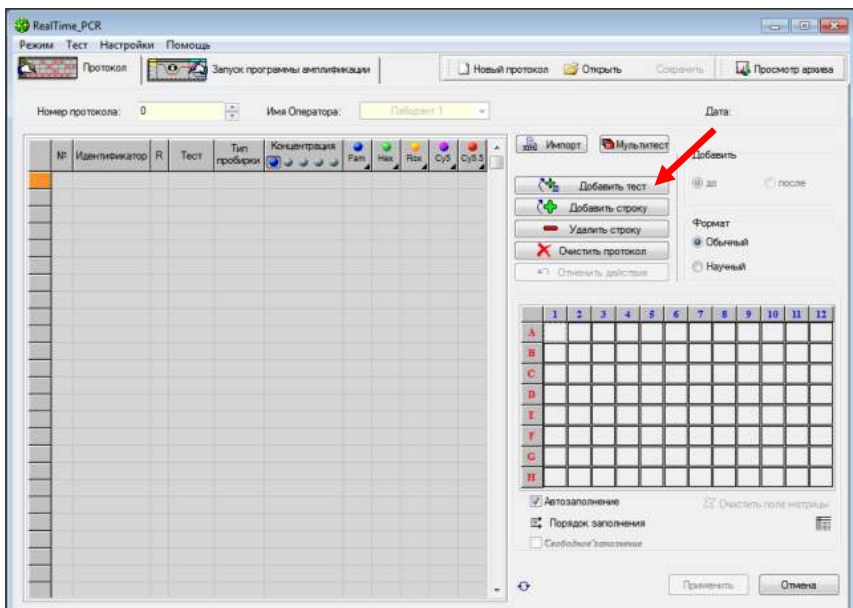 RealTime_PCR
Режим Тест Настройки Помощь
Протокол Запуск программы амплификации Новый протокол Открыть Сохранить Просмотр архива
Номер протокола: 0 Имя Оператора: Лаборант 1 Дата:
№ Идентификатор R Тест Тип пробирки Концентрация Fam Hex Rox Cy5 Cy5.5
Импорт Мультитест
Добавить
Добавить тест до после
Добавить строку
Удалить строку Формат
Очистить протокол Обычный
Отменить действие Научный
1 2 3 4 5 6 7 8 9 10 11 12
A
B
C
D
E
F
G
H
Автозаполнение Очистить поле матрицы
Порядок заполнения
Свободное заполнение
Применить Отмена